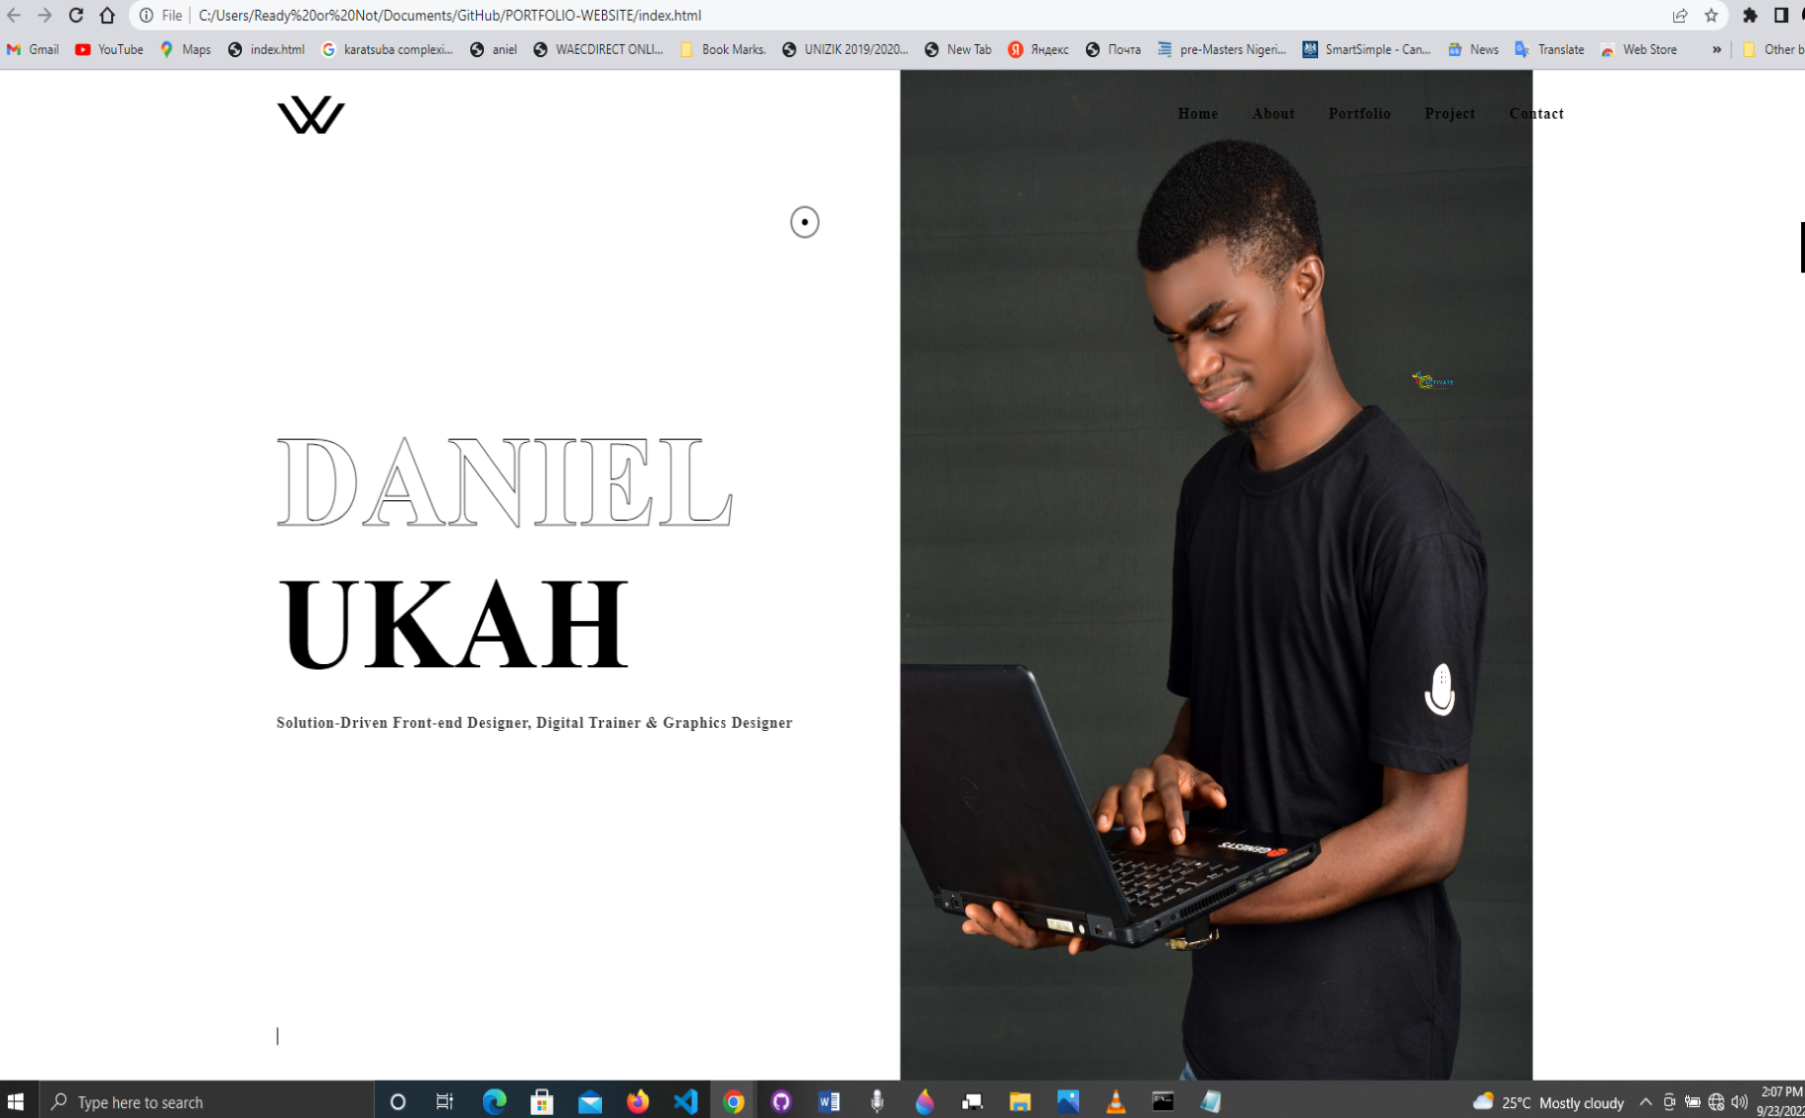 File C:/Users/Ready%20or%20Not/Documents/GitHub/PORTFOLIO-WEBSITE/index.html
Gmail YouTube Maps index.html karatsuba complexi... aniel WAECDIRECT ONLI... Book Marks. UNIZIK 2019/2020... New Tab Яндекс Почта pre-Masters Nigeri... SmartSimple - Can... News Translate Web Store » Other b
Home About Portfolio Project Contact
DANIEL
UKAH
Solution-Driven Front-end Designer, Digital Trainer & Graphics Designer
GENESYS
Type here to search
25°C Mostly cloudy
2:07 PM